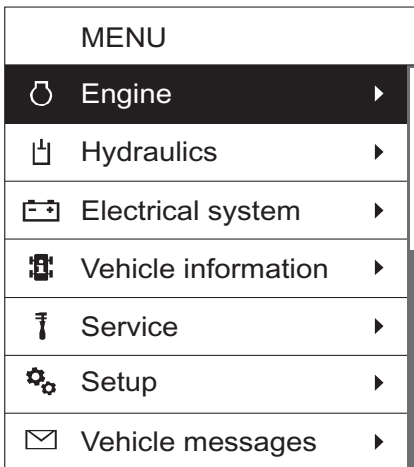 MENU
Engine
Hydraulics
Electrical system
Vehicle information
Service
Setup
Vehicle messages